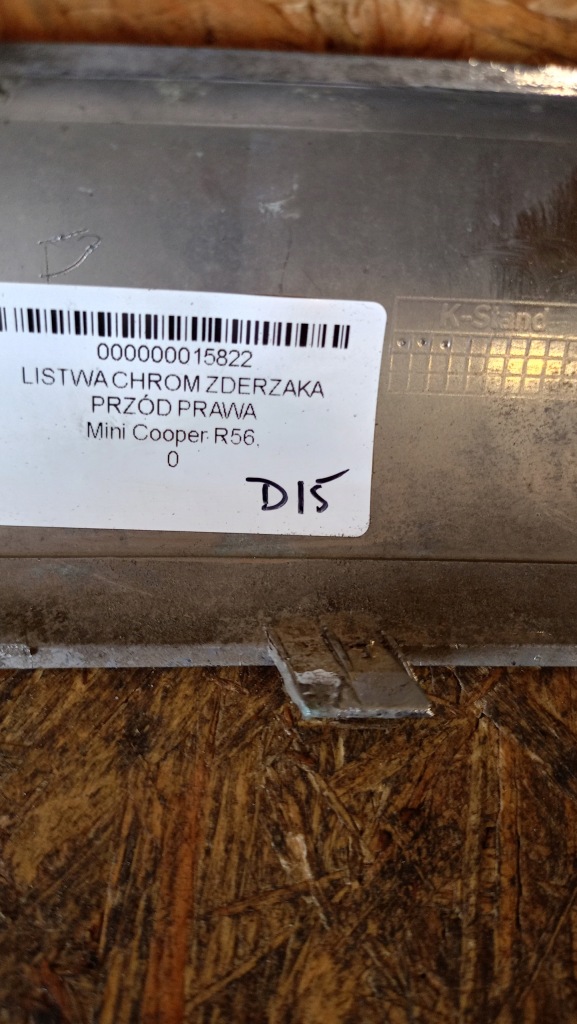 000000015822
LISTWA CHROM ZDERZAKA
PRZÓD PRAWA
Mini Cooper R56,
0
D15
K-Stand